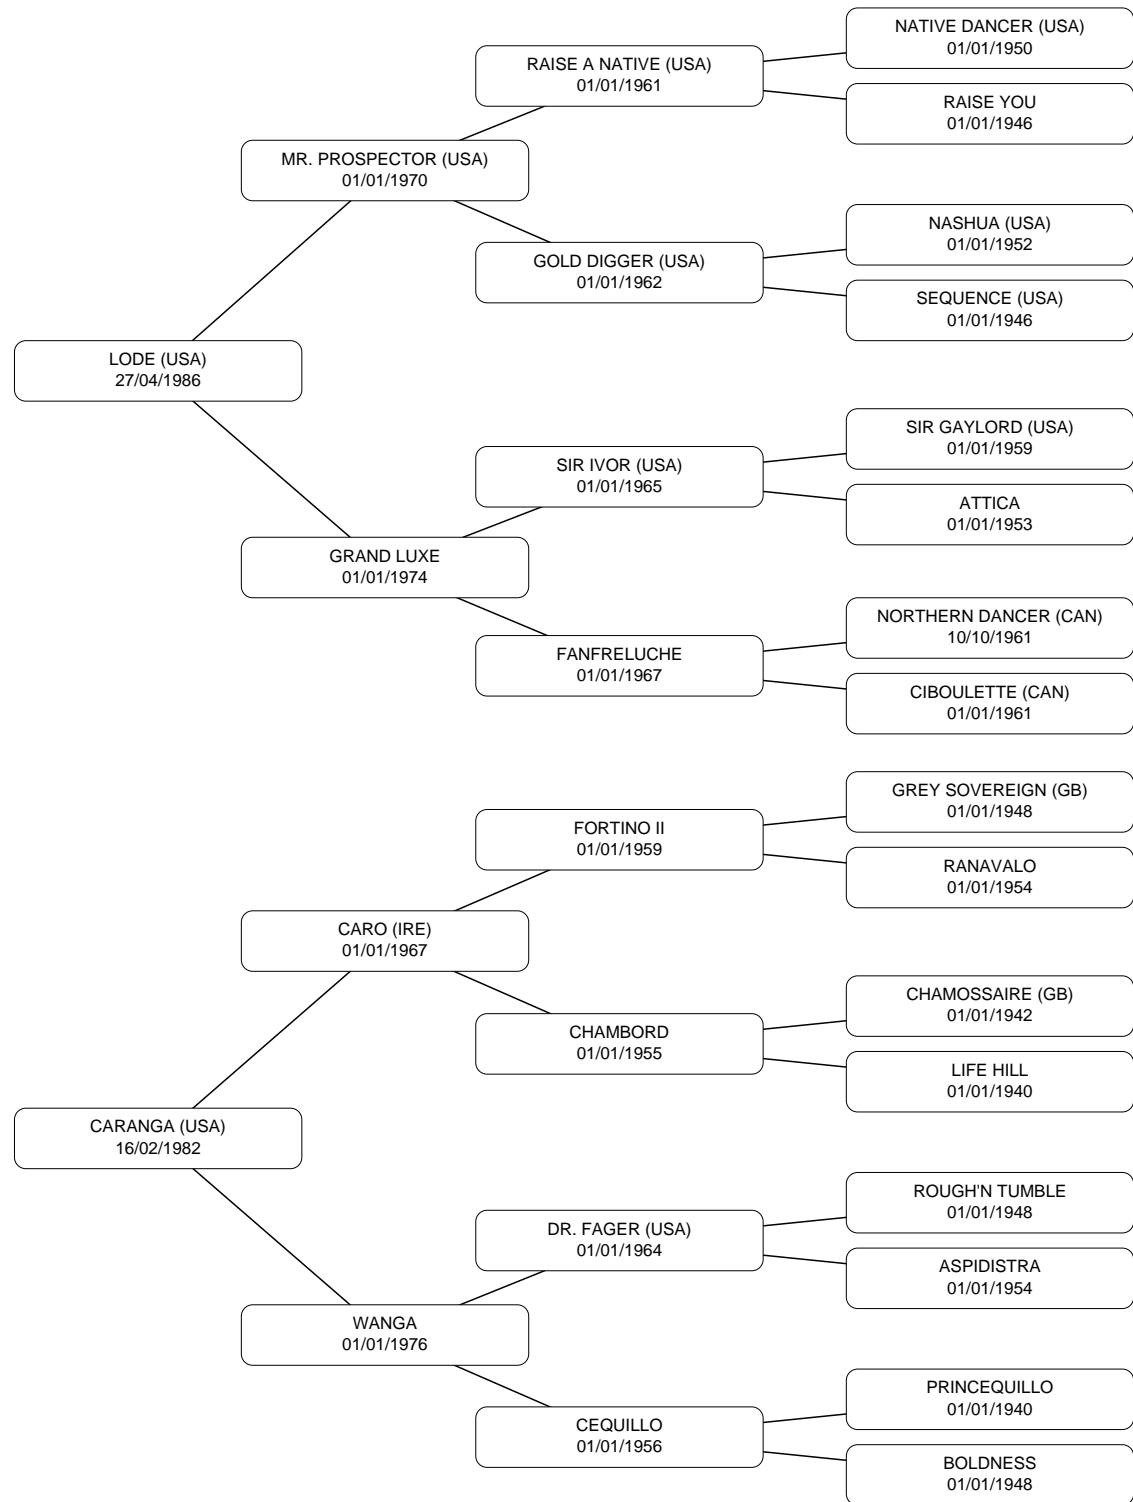 NATIVE DANCER (USA)
01/01/1950
RAISE A NATIVE (USA)
01/01/1961
RAISE YOU
01/01/1946
MR. PROSPECTOR (USA)
01/01/1970
NASHUA (USA)
01/01/1952
GOLD DIGGER (USA)
01/01/1962
SEQUENCE (USA)
01/01/1946
LODE (USA)
27/04/1986
SIR GAYLORD (USA)
01/01/1959
SIR IVOR (USA)
01/01/1965
ATTICA
01/01/1953
GRAND LUXE
01/01/1974
NORTHERN DANCER (CAN)
10/10/1961
FANFRELUCHE
01/01/1967
CIBOULETTE (CAN)
01/01/1961
GREY SOVEREIGN (GB)
01/01/1948
FORTINO II
01/01/1959
RANAVALO
01/01/1954
CARO (IRE)
01/01/1967
CHAMOSSAIRE (GB)
01/01/1942
CHAMBORD
01/01/1955
LIFE HILL
01/01/1940
CARANGA (USA)
16/02/1982
ROUGH'N TUMBLE
01/01/1948
DR. FAGER (USA)
01/01/1964
ASPIDISTRA
01/01/1954
WANGA
01/01/1976
PRINCEQUILLO
01/01/1940
CEQUILLO
01/01/1956
BOLDNESS
01/01/1948